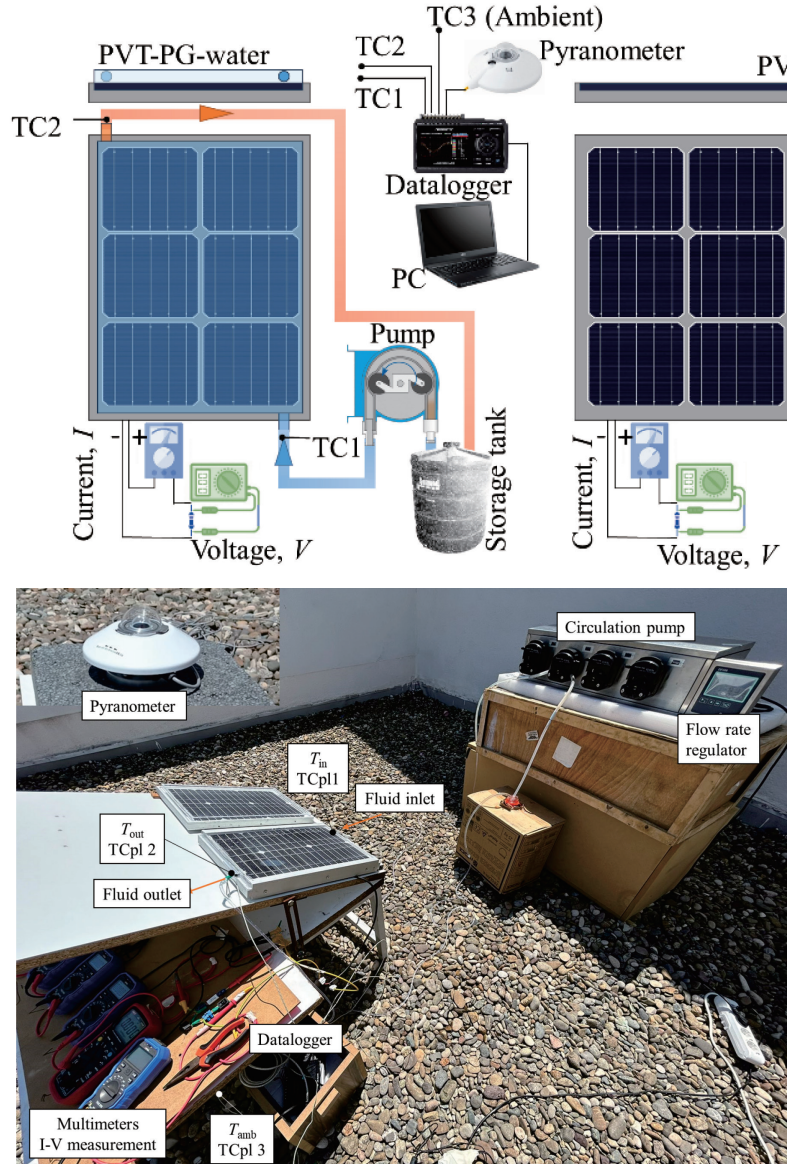 TC3 (Ambient)
PVT-PG-water
TC2
Pyranometer
PV
TC1
TC2
Datalogger
PC
Pump
TC1
Storage tank
Current, I
- +
Voltage, V
Current, I
- +
Voltage, V
Circulation pump
Pyranometer
Flow rate
regulator
Tin
TCpl1
Fluid inlet
Tout
TCpl 2
Fluid outlet
Datalogger
Multimeters
I-V measurement
Tamb
TCpl 3